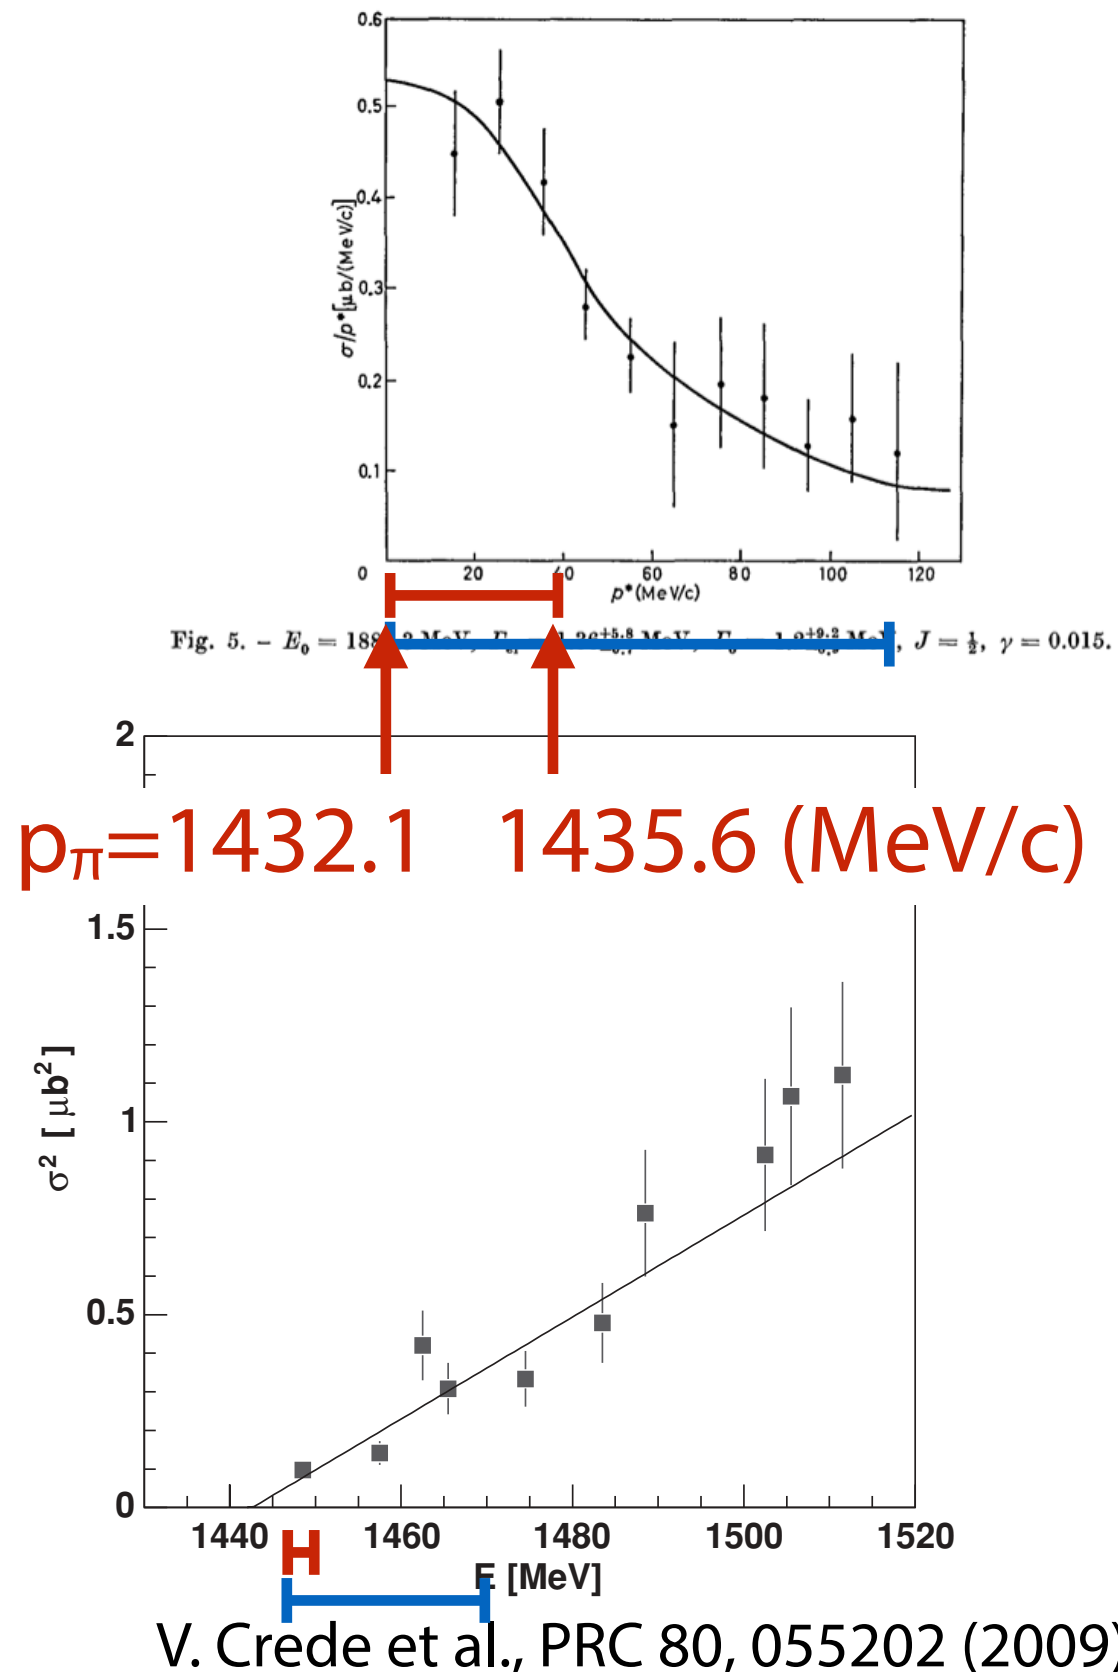 0.6
0.5
0.4
0.3
0.2
0.1
σ/p*[μb/(MeV/c)]
0 20 40 60 80 100 120
p*(MeV/c)
Fig. 5. – E₀ = 188 J = ½, γ = 0.015.
2
pπ=1432.1 1435.6 (MeV/c)
1.5
1
0.5
0
σ² [μb²]
1440 1460 1480 1500 1520
E [MeV]
V. Crede et al., PRC 80, 055202 (2009)